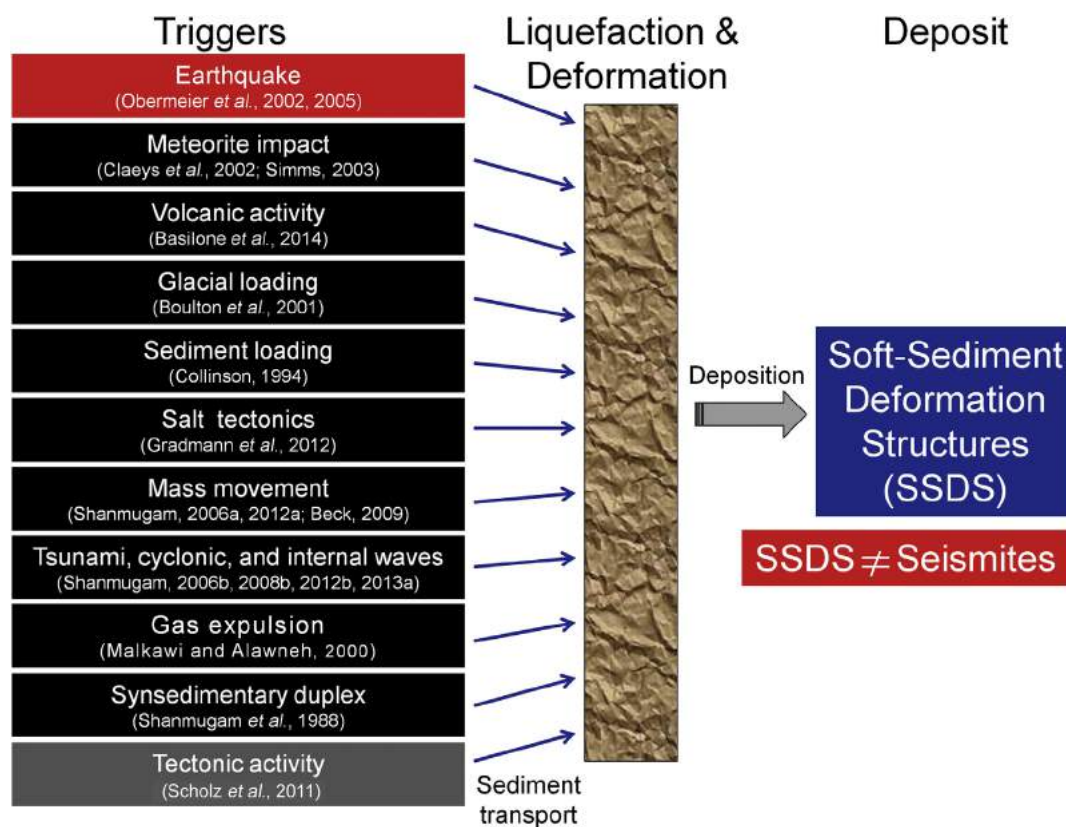 Triggers
Earthquake
(Obermeier et al., 2002, 2005)
Meteorite impact
(Claeys et al., 2002; Simms, 2003)
Volcanic activity
(Basilone et al., 2014)
Glacial loading
(Boulton et al., 2001)
Sediment loading
(Collinson, 1994)
Salt tectonics
(Gradmann et al., 2012)
Mass movement
(Shanmugam, 2006a, 2012a; Beck, 2009)
Tsunami, cyclonic, and internal waves
(Shanmugam, 2006b, 2008b, 2012b, 2013a)
Gas expulsion
(Malkawi and Alawneh, 2000)
Synsedimentary duplex
(Shanmugam et al., 1988)
Tectonic activity
(Scholz et al., 2011)
Sediment
transport
Liquefaction &
Deformation
Deposition
Deposit
Soft-Sediment
Deformation
Structures
(SSDS)
SSDS ≠ Seismites